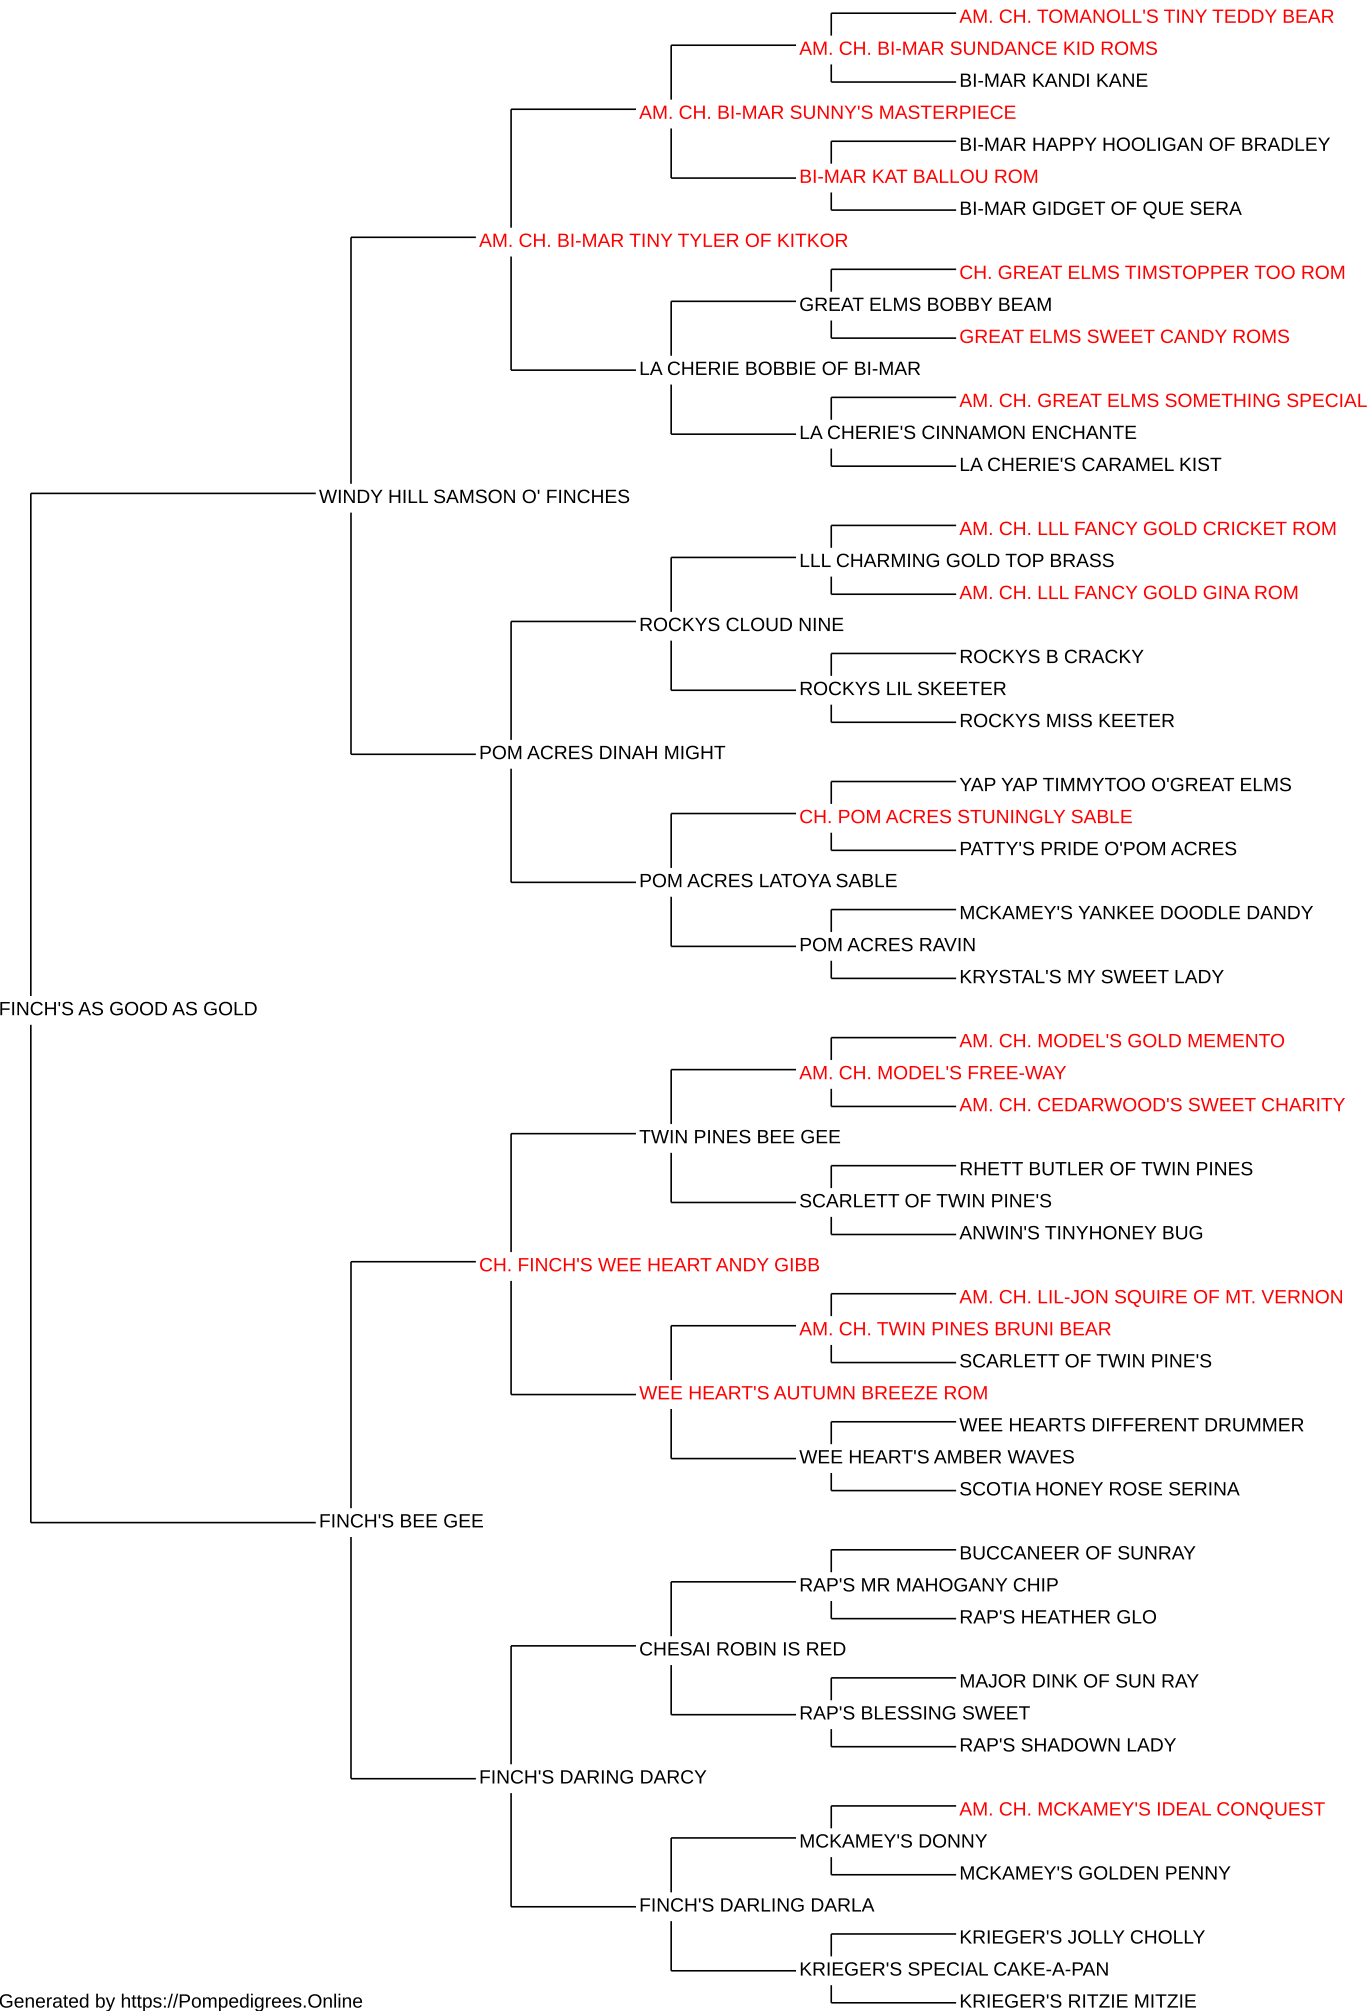 AM. CH. TOMANOLL'S TINY TEDDY BEAR
AM. CH. BI-MAR SUNDANCE KID ROMS
BI-MAR KANDI KANE
AM. CH. BI-MAR SUNNY'S MASTERPIECE
BI-MAR HAPPY HOOLIGAN OF BRADLEY
BI-MAR KAT BALLOU ROM
BI-MAR GIDGET OF QUE SERA
AM. CH. BI-MAR TINY TYLER OF KITKOR
CH. GREAT ELMS TIMSTOPPER TOO ROM
GREAT ELMS BOBBY BEAM
GREAT ELMS SWEET CANDY ROMS
LA CHERIE BOBBIE OF BI-MAR
AM. CH. GREAT ELMS SOMETHING SPECIAL
LA CHERIE'S CINNAMON ENCHANTE
LA CHERIE'S CARAMEL KIST
WINDY HILL SAMSON O' FINCHES
AM. CH. LLL FANCY GOLD CRICKET ROM
LLL CHARMING GOLD TOP BRASS
AM. CH. LLL FANCY GOLD GINA ROM
ROCKYS CLOUD NINE
ROCKYS B CRACKY
ROCKYS LIL SKEETER
ROCKYS MISS KEETER
POM ACRES DINAH MIGHT
YAP YAP TIMMYTOO O'GREAT ELMS
CH. POM ACRES STUNINGLY SABLE
PATTY'S PRIDE O'POM ACRES
POM ACRES LATOYA SABLE
MCKAMEY'S YANKEE DOODLE DANDY
POM ACRES RAVIN
KRYSTAL'S MY SWEET LADY
FINCH'S AS GOOD AS GOLD
AM. CH. MODEL'S GOLD MEMENTO
AM. CH. MODEL'S FREE-WAY
AM. CH. CEDARWOOD'S SWEET CHARITY
TWIN PINES BEE GEE
RHETT BUTLER OF TWIN PINES
SCARLETT OF TWIN PINE'S
ANWIN'S TINYHONEY BUG
CH. FINCH'S WEE HEART ANDY GIBB
AM. CH. LIL-JON SQUIRE OF MT. VERNON
AM. CH. TWIN PINES BRUNI BEAR
SCARLETT OF TWIN PINE'S
WEE HEART'S AUTUMN BREEZE ROM
WEE HEARTS DIFFERENT DRUMMER
WEE HEART'S AMBER WAVES
SCOTIA HONEY ROSE SERINA
FINCH'S BEE GEE
BUCCANEER OF SUNRAY
RAP'S MR MAHOGANY CHIP
RAP'S HEATHER GLO
CHESAI ROBIN IS RED
MAJOR DINK OF SUN RAY
RAP'S BLESSING SWEET
RAP'S SHADOWN LADY
FINCH'S DARING DARCY
AM. CH. MCKAMEY'S IDEAL CONQUEST
MCKAMEY'S DONNY
MCKAMEY'S GOLDEN PENNY
FINCH'S DARLING DARLA
KRIEGER'S JOLLY CHOLLY
KRIEGER'S SPECIAL CAKE-A-PAN
KRIEGER'S RITZIE MITZIE
Generated by https://Pompedigrees.Online